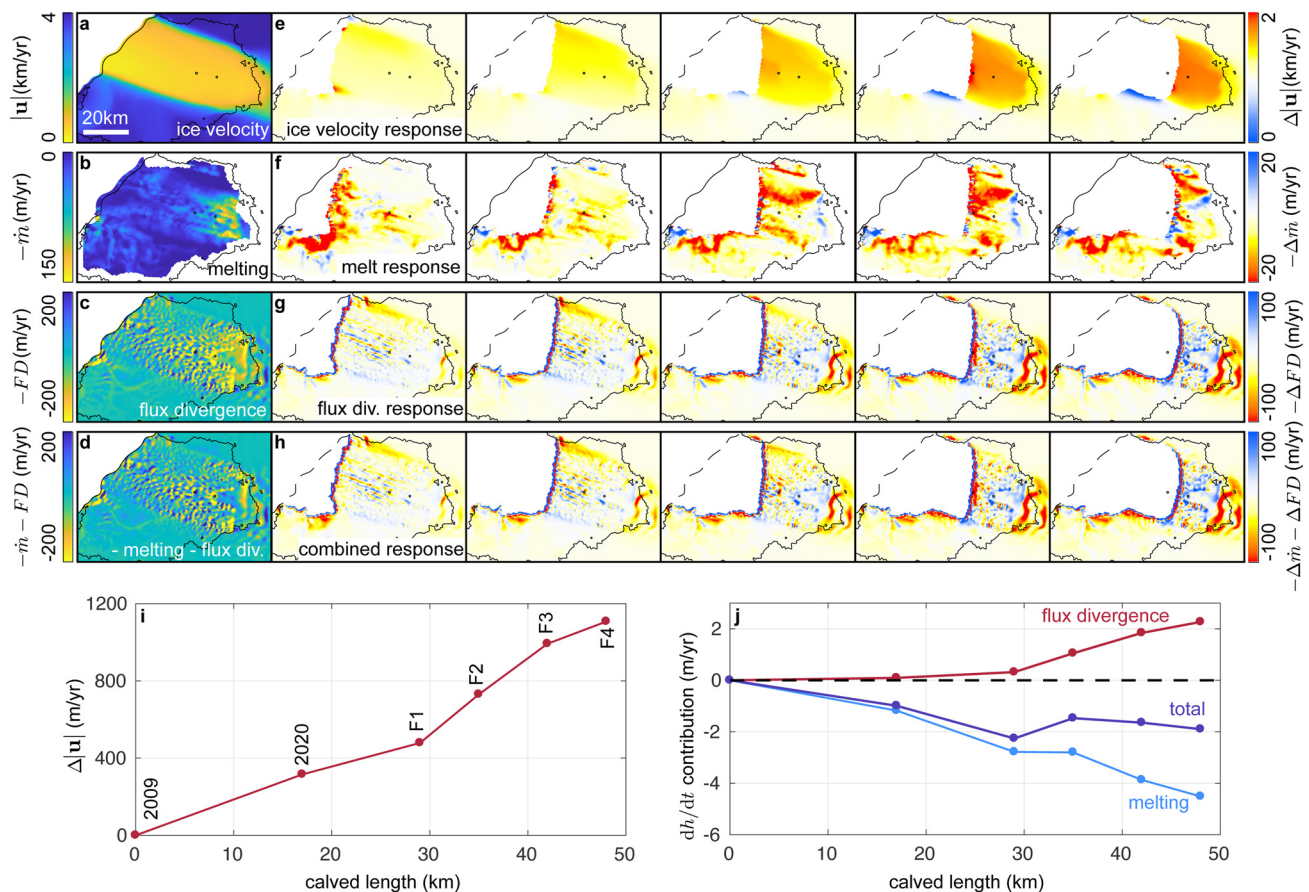 4
|u| (km/yr)
0
a
20km
ice velocity
e
ice velocity response
2
Δ|u| (km/yr)
0
0
−ṁ (m/yr)
150
b
melting
f
melt response
20
−Δṁ (m/yr)
-20
200
−FD (m/yr)
-200
c
flux divergence
g
flux div. response
100
−ΔFD (m/yr)
-100
200
−ṁ − FD (m/yr)
-200
d
- melting - flux div.
h
combined response
100
−Δṁ − ΔFD (m/yr)
-100
i
1200
800
400
0
Δ|u| (m/yr)
2009
2020
F1
F2
F3
F4
0 10 20 30 40 50
calved length (km)
j
2
0
-2
-4
-6
dh/dt contribution (m/yr)
flux divergence
total
melting
0 10 20 30 40 50
calved length (km)